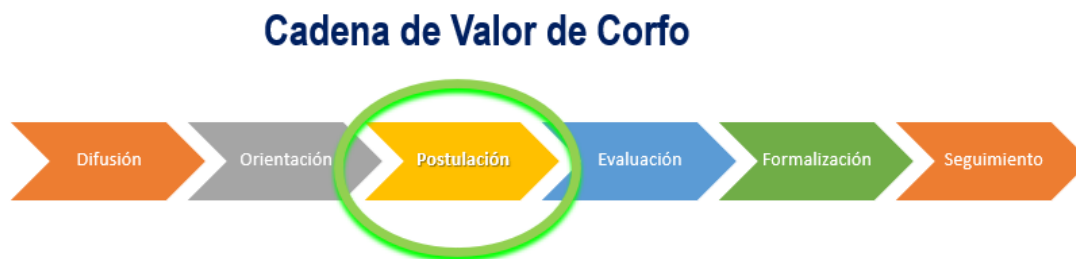 Cadena de Valor de Corfo
Difusión
Orientación
Postulación
Evaluación
Formalización
Seguimiento